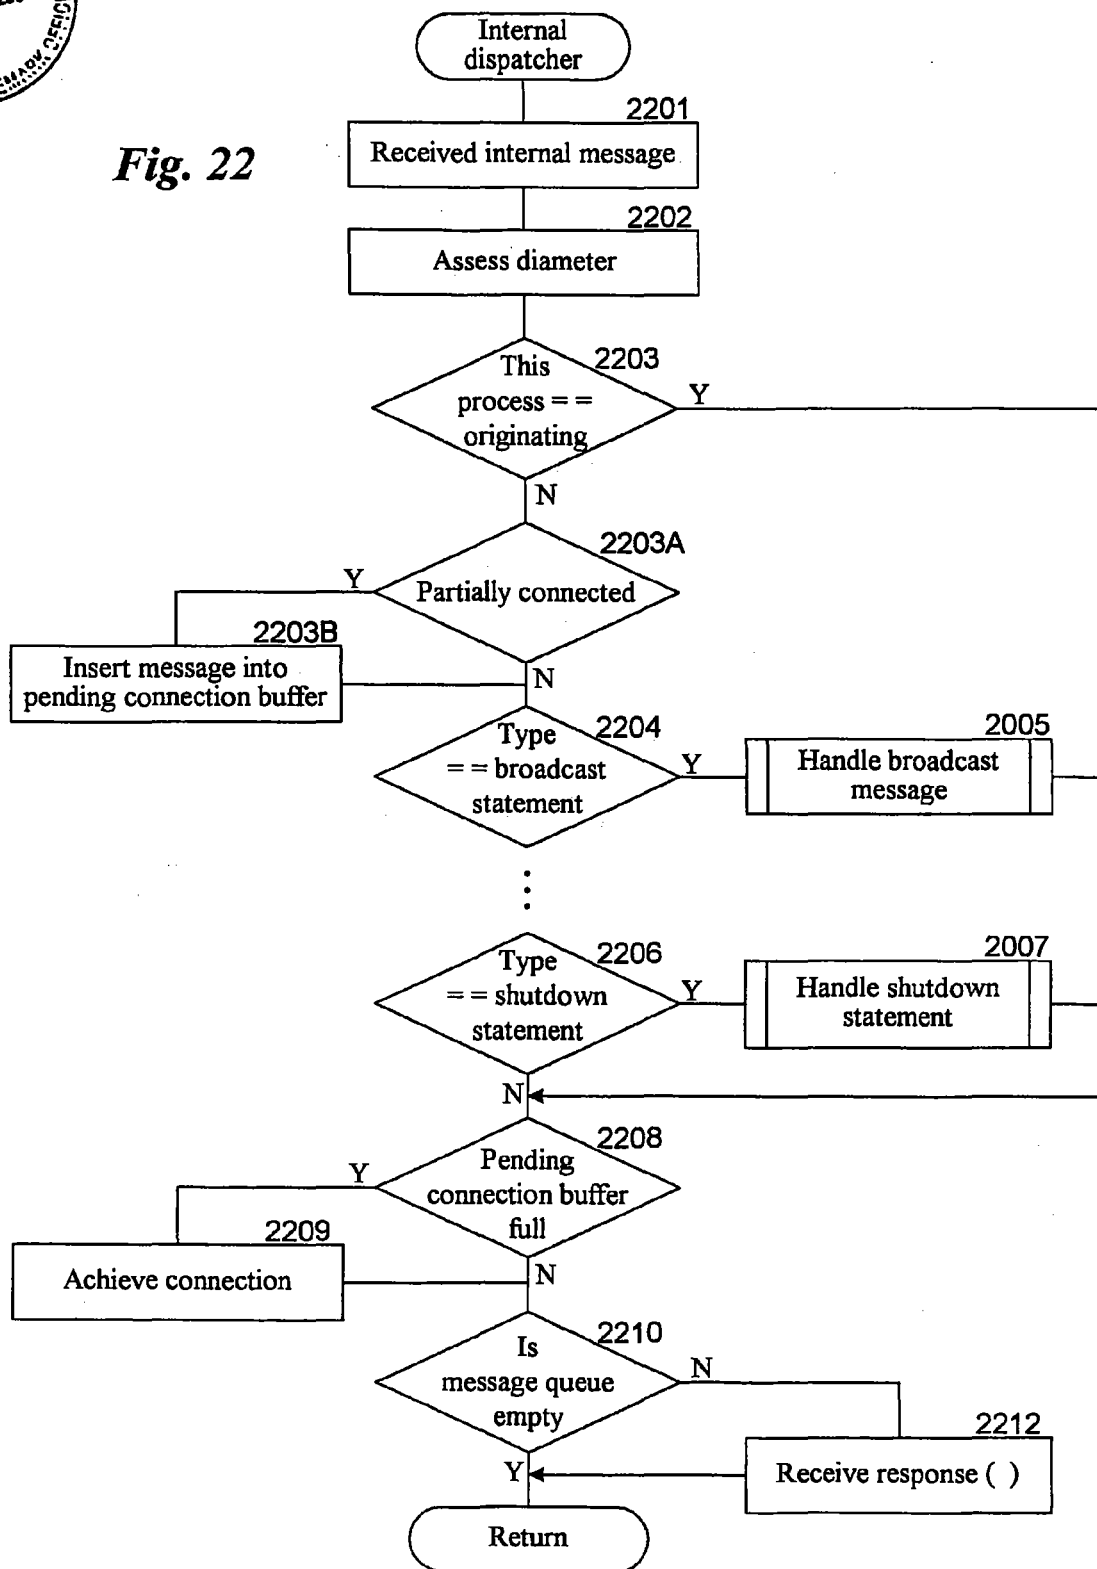 Internal
dispatcher
2201
Fig. 22
Received internal message
2202
Assess diameter
2203
This
process = =
originating
Y
N
2203A
Y
Partially connected
2203B
Insert message into
pending connection buffer
N
2204
Type
= = broadcast
statement
Y
2005
Handle broadcast
message
2206
Type
= = shutdown
statement
Y
2007
Handle shutdown
statement
N
2208
Pending
connection buffer
full
Y
2209
Achieve connection
N
2210
Is
message queue
empty
N
2212
Receive response ( )
Y
Return